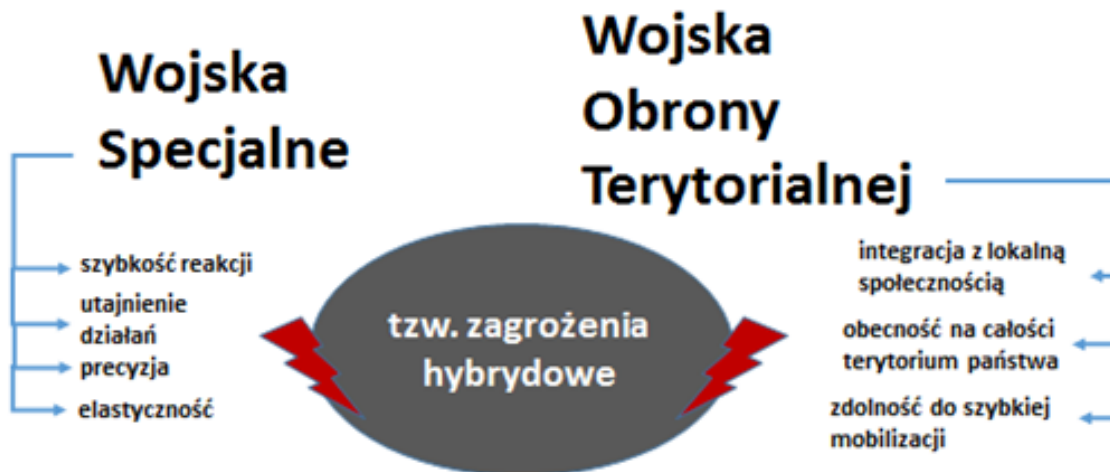 Wojska
Specjalne
szybkość reakcji
utajnienie
działań
precyzja
elastyczność
Wojska
Obrony
Terytorialnej
integracja z lokalną
społecznością
obecność na całości
terytorium państwa
zdolność do szybkiej
mobilizacji
tzw. zagrożenia
hybrydowe